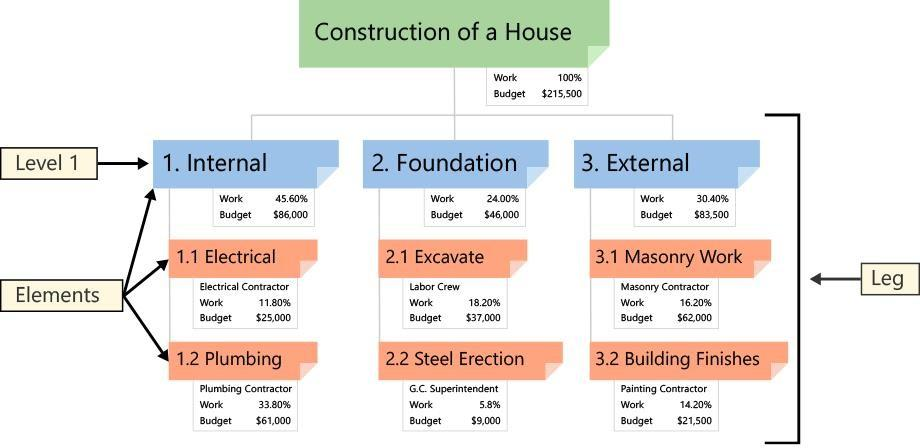 Construction of a House
Work 100%
Budget $215,500
Level 1
1. Internal
2. Foundation
3. External
Work 45.60%
Budget $86,000
Work 24.00%
Budget $46,000
Work 30.40%
Budget $83,500
Elements
Leg
1.1 Electrical
2.1 Excavate
3.1 Masonry Work
Electrical Contractor
Work 11.80%
Budget $25,000
Labor Crew
Work 18.20%
Budget $37,000
Masonry Contractor
Work 16.20%
Budget $62,000
1.2 Plumbing
2.2 Steel Erection
3.2 Building Finishes
Plumbing Contractor
Work 33.80%
Budget $61,000
G.C. Superintendent
Work 5.8%
Budget $9,000
Painting Contractor
Work 14.20%
Budget $21,500